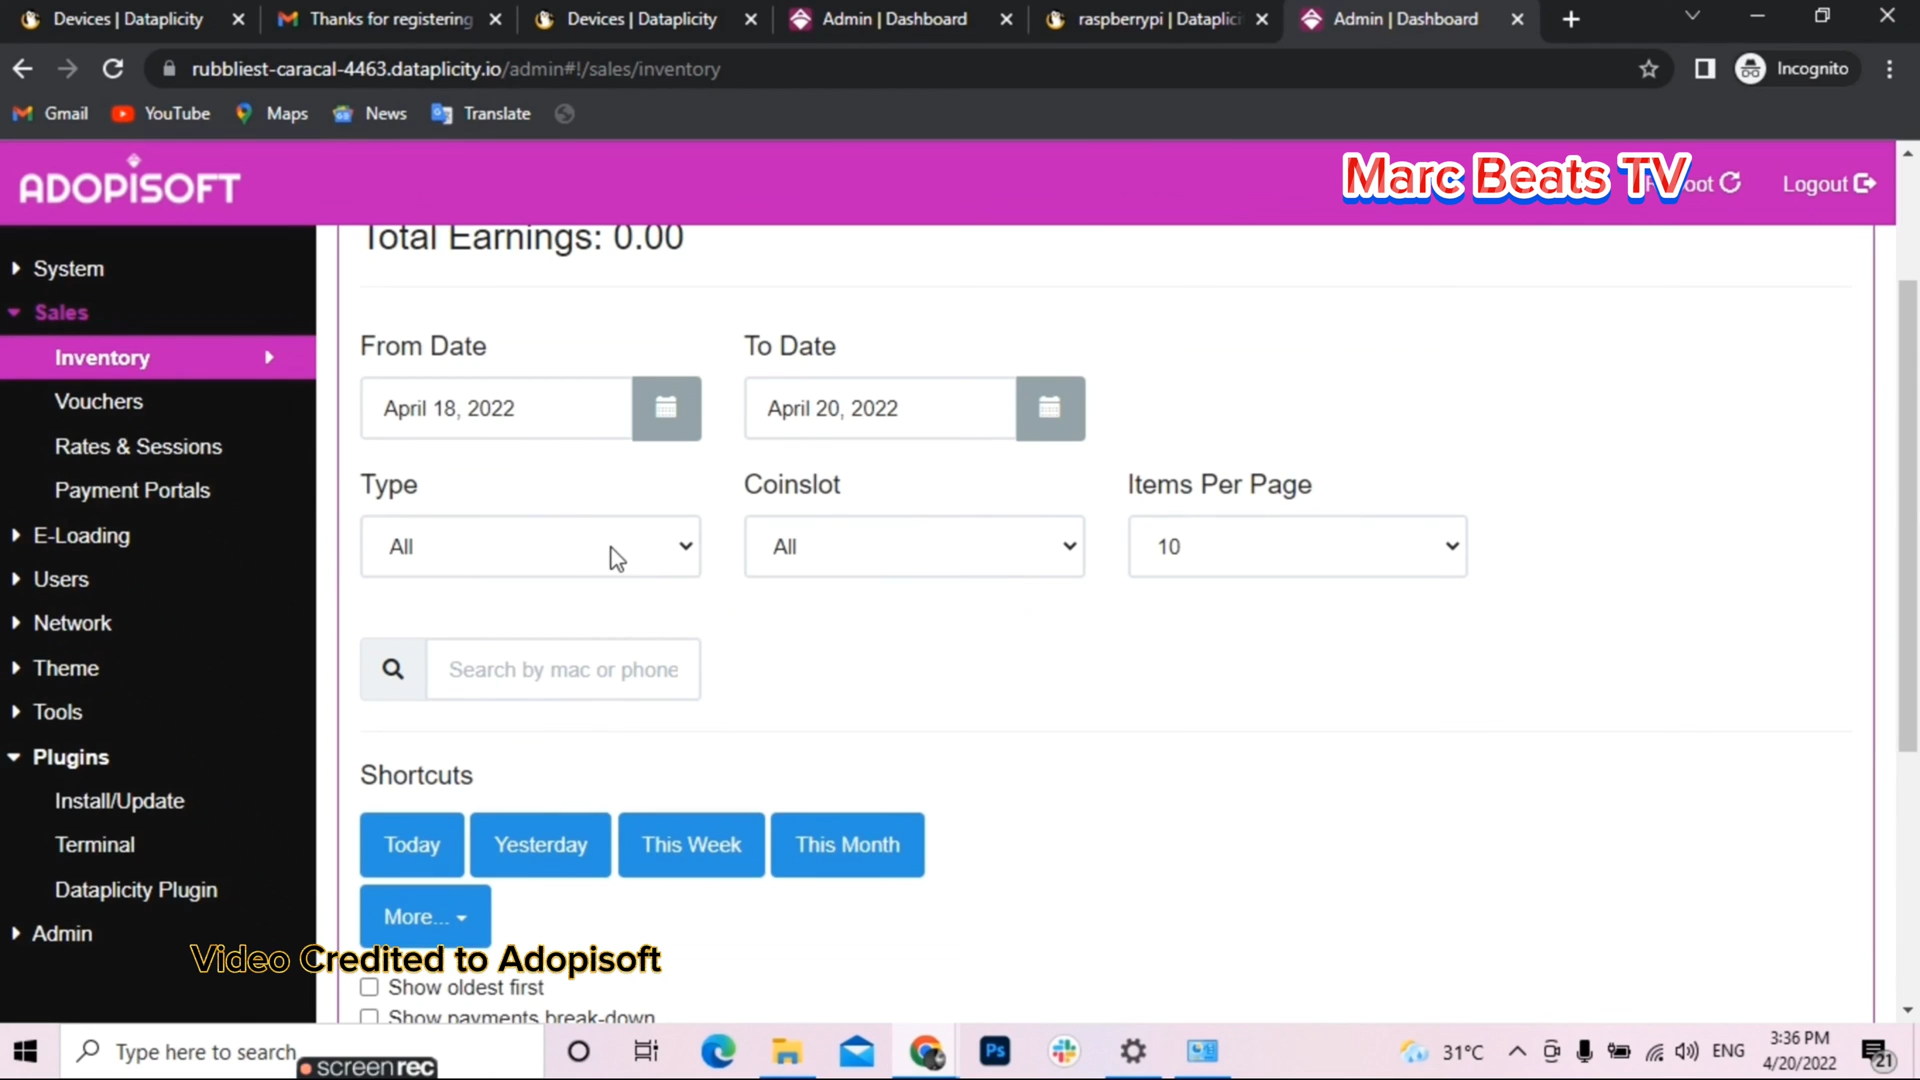 Devices | Dataplicity
Thanks for registering
Devices | Dataplicity
Admin | Dashboard
raspberrypi | Dataplici
Admin | Dashboard
rubbliest-caracal-4463.dataplicity.io/admin#!/sales/inventory
Incognito
Gmail
YouTube
Maps
News
Translate
ADOPISOFT
Marc Beats TV
oot
Logout
System
Sales
Inventory
Vouchers
Rates & Sessions
Payment Portals
E-Loading
Users
Network
Theme
Tools
Plugins
Install/Update
Terminal
Dataplicity Plugin
Admin
Total Earnings: 0.00
From Date
To Date
April 18, 2022
April 20, 2022
Type
Coinslot
Items Per Page
All
All
10
Search by mac or phone
Shortcuts
Today
Yesterday
This Week
This Month
More...
Video Credited to Adopisoft
Show oldest first
Show payments break-down
Type here to search
screenrec
Ps
31°C
ENG
3:36 PM
4/20/2022
21